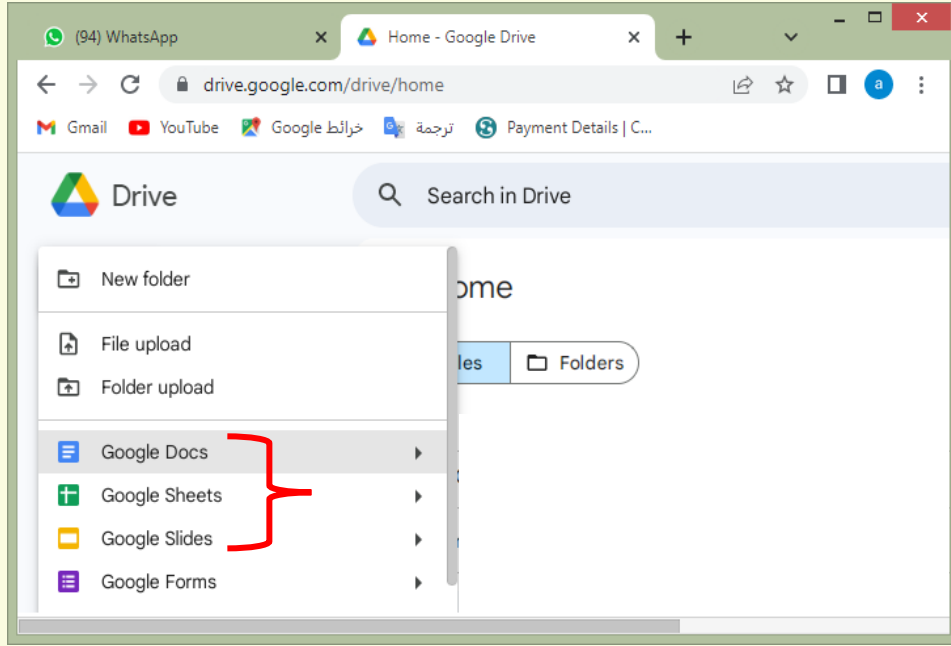 (94) WhatsApp
Home - Google Drive
drive.google.com/drive/home
a
Gmail
YouTube
خرائط Google
ترجمة
Payment Details | C...
Drive
Search in Drive
New folder
ome
File upload
les
Folders
Folder upload
Google Docs
Google Sheets
Google Slides
Google Forms